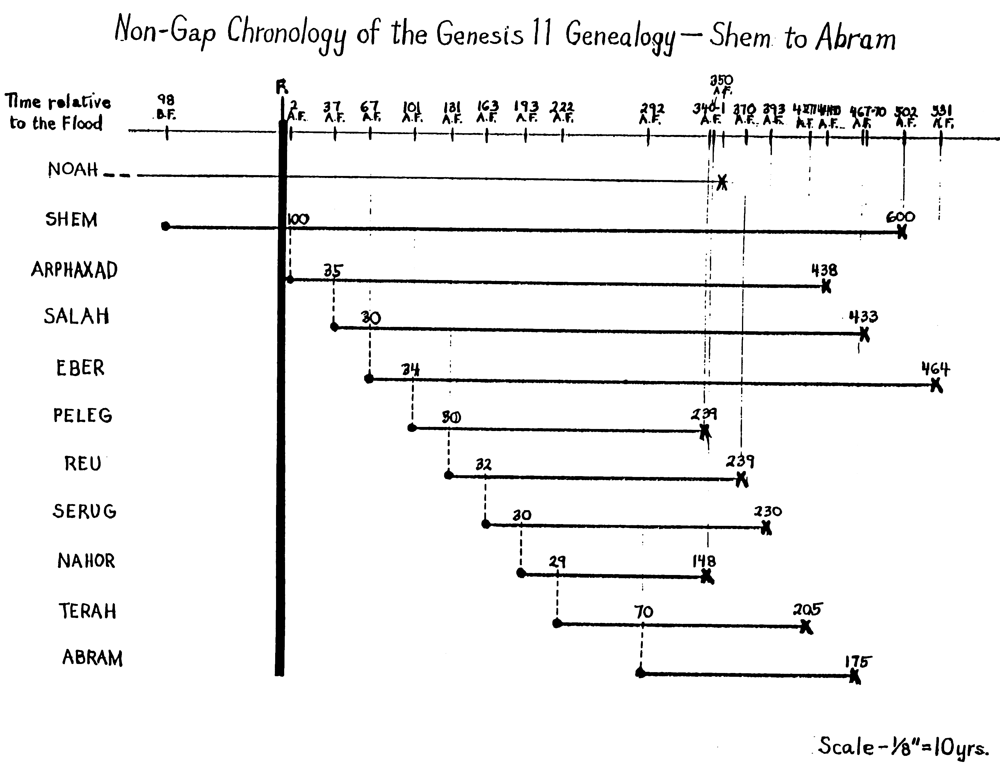 Non-Gap Chronology of the Genesis 11 Genealogy — Shem to Abram
350
A.F.
Time relative
to the Flood
98
B.F.
2
A.F.
37
A.F.
67
A.F.
101
A.F.
131
A.F.
163
A.F.
193
A.F.
222
A.F.
292
A.F.
340-1
A.F.
370
A.F.
393
A.F.
A.F.
A.F.
467-70
A.F.
502
A.F.
531
A.F.
NOAH
SHEM
100
600
ARPHAXAD
35
438
SALAH
30
433
EBER
34
464
PELEG
30
239
REU
32
239
SERUG
30
230
NAHOR
29
148
TERAH
70
205
ABRAM
175
Scale - 1/8" = 10 yrs.